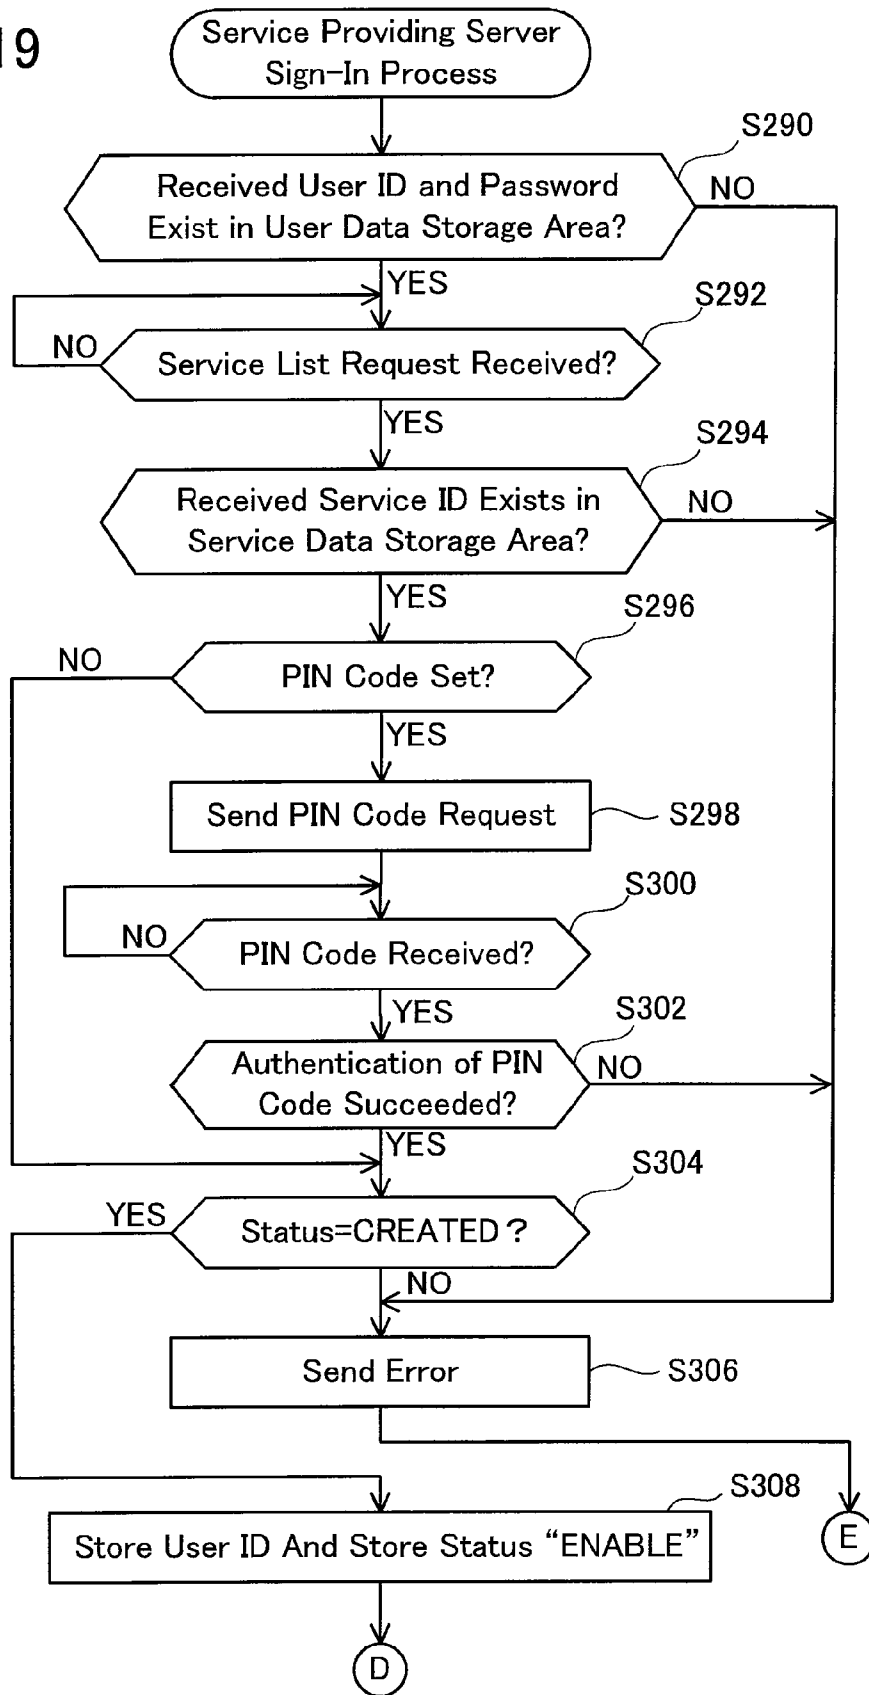 19
Service Providing Server
Sign-In Process
S290
Received User ID and Password
Exist in User Data Storage Area?
NO
YES
S292
NO
Service List Request Received?
YES
S294
Received Service ID Exists in
Service Data Storage Area?
NO
YES
S296
NO
PIN Code Set?
YES
Send PIN Code Request
S298
S300
NO
PIN Code Received?
YES
S302
Authentication of PIN
Code Succeeded?
NO
YES
S304
YES
Status=CREATED?
NO
Send Error
S306
S308
Store User ID And Store Status “ENABLE”
E
D